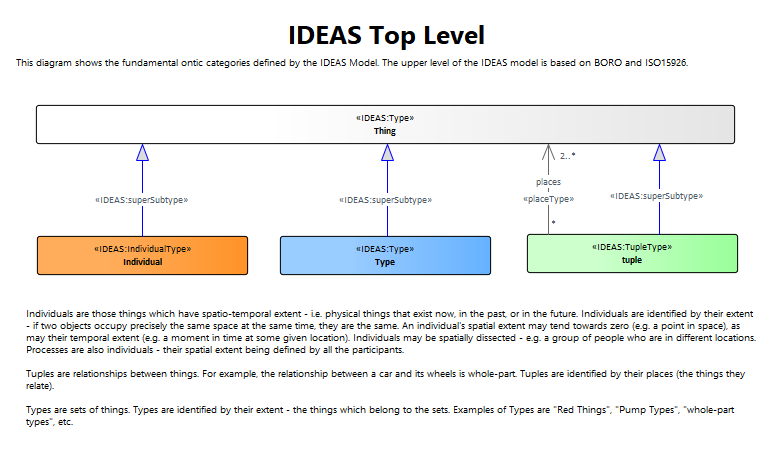 IDEAS Top Level
This diagram shows the fundamental ontic categories defined by the IDEAS Model. The upper level of the IDEAS model is based on BORO and ISO15926.
«IDEAS:Type»
Thing
2..*
places
«IDEAS:superSubtype»
«IDEAS:superSubtype»
«placeType»
«IDEAS:superSubtype»
*
«IDEAS:IndividualType»
Individual
«IDEAS:Type»
Type
«IDEAS:TupleType»
tuple
Individuals are those things which have spatio-temporal extent - i.e. physical things that exist now, in the past, or in the future. Individuals are identified by their extent
- if two objects occupy precisely the same space at the same time, they are the same. An individual's spatial extent may tend towards zero (e.g. a point in space), as
may their temporal extent (e.g. a moment in time at some given location). Individuals may be spatially dissected - e.g. a group of people who are in different locations.
Processes are also individuals - their spatial extent being defined by all the participants.
Tuples are relationships between things. For example, the relationship between a car and its wheels is whole-part. Tuples are identified by their places (the things they
relate).
Types are sets of things. Types are identified by their extent - the things which belong to the sets. Examples of Types are "Red Things", "Pump Types", "whole-part
types", etc.